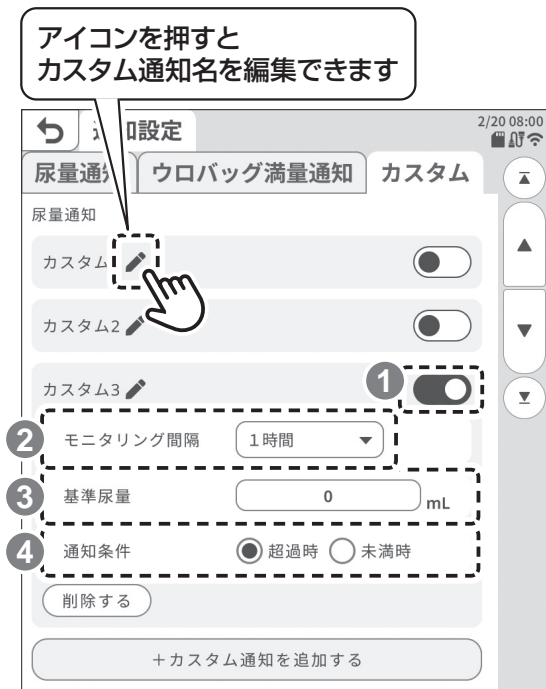 アイコンを押すと
カスタム通知名を編集できます
知設定
2/20 08:00
尿量通知
ウロバッグ満量通知
カスタム
尿量通知
カスタム
カスタム2
カスタム3
1
2 モニタリング間隔 1時間
3 基準尿量 0 mL
4 通知条件 超過時 未満時
削除する
+カスタム通知を追加する